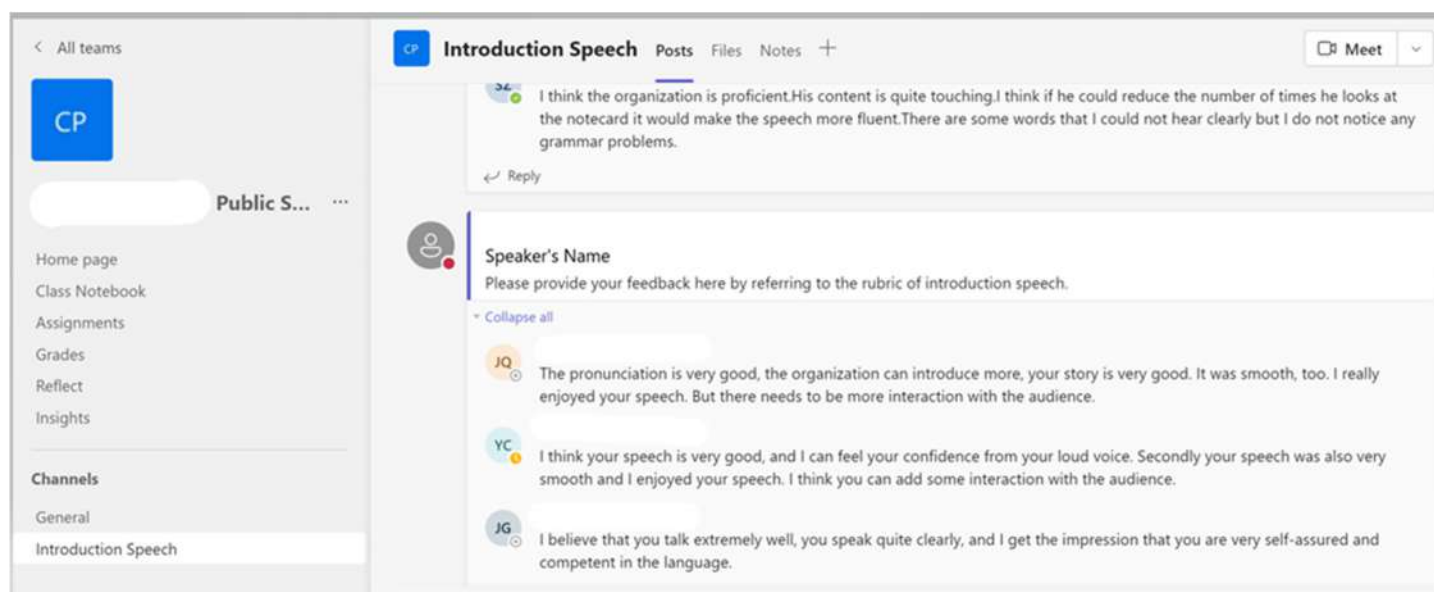 All teams
CP
Public S... ...
Home page
Class Notebook
Assignments
Grades
Reflect
Insights
Channels
General
Introduction Speech
CP Introduction Speech Posts Files Notes + Meet
SZ
I think the organization is proficient.His content is quite touching.I think if he could reduce the number of times he looks at
the notecard it would make the speech more fluent.There are some words that I could not hear clearly but I do not notice any
grammar problems.
Reply
Speaker's Name
Please provide your feedback here by referring to the rubric of introduction speech.
Collapse all
JQ
The pronunciation is very good, the organization can introduce more, your story is very good. It was smooth, too. I really
enjoyed your speech. But there needs to be more interaction with the audience.
YC
I think your speech is very good, and I can feel your confidence from your loud voice. Secondly your speech was also very
smooth and I enjoyed your speech. I think you can add some interaction with the audience.
JG
I believe that you talk extremely well, you speak quite clearly, and I get the impression that you are very self-assured and
competent in the language.